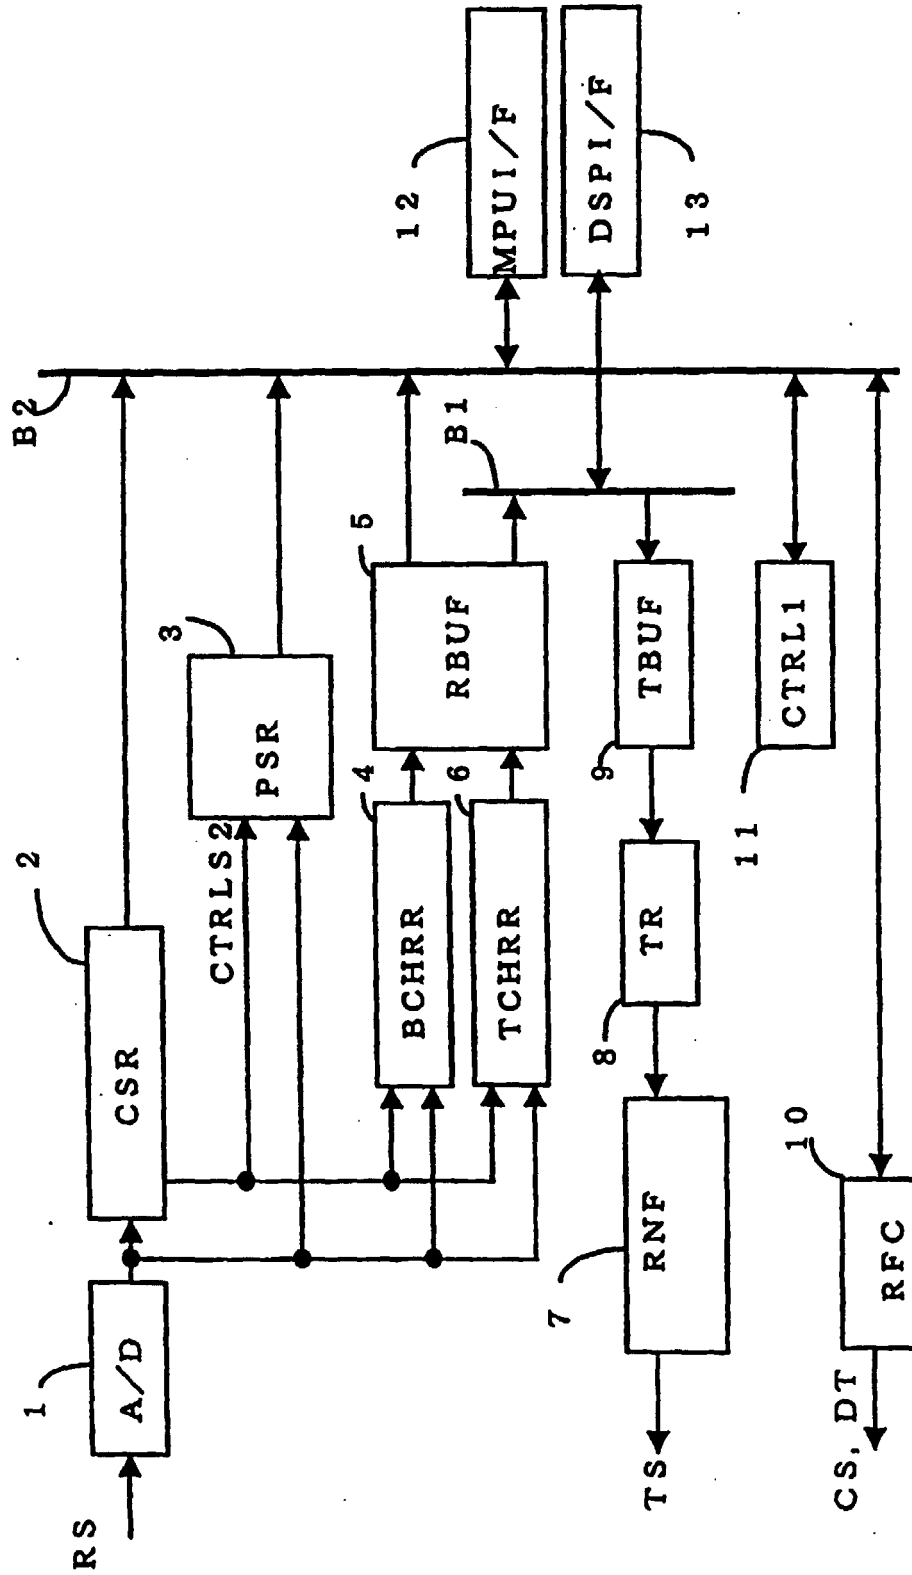 RS
1
A/D
2
CSR
B2
CTRLS2
3
PSR
4
BCHRR
6
TCHRR
5
RBUF
B1
12
MPUI/F
DSPI/F
13
TS
7
RNF
8
TR
9
TBUF
11
CTRL1
CS, DT
10
RFC